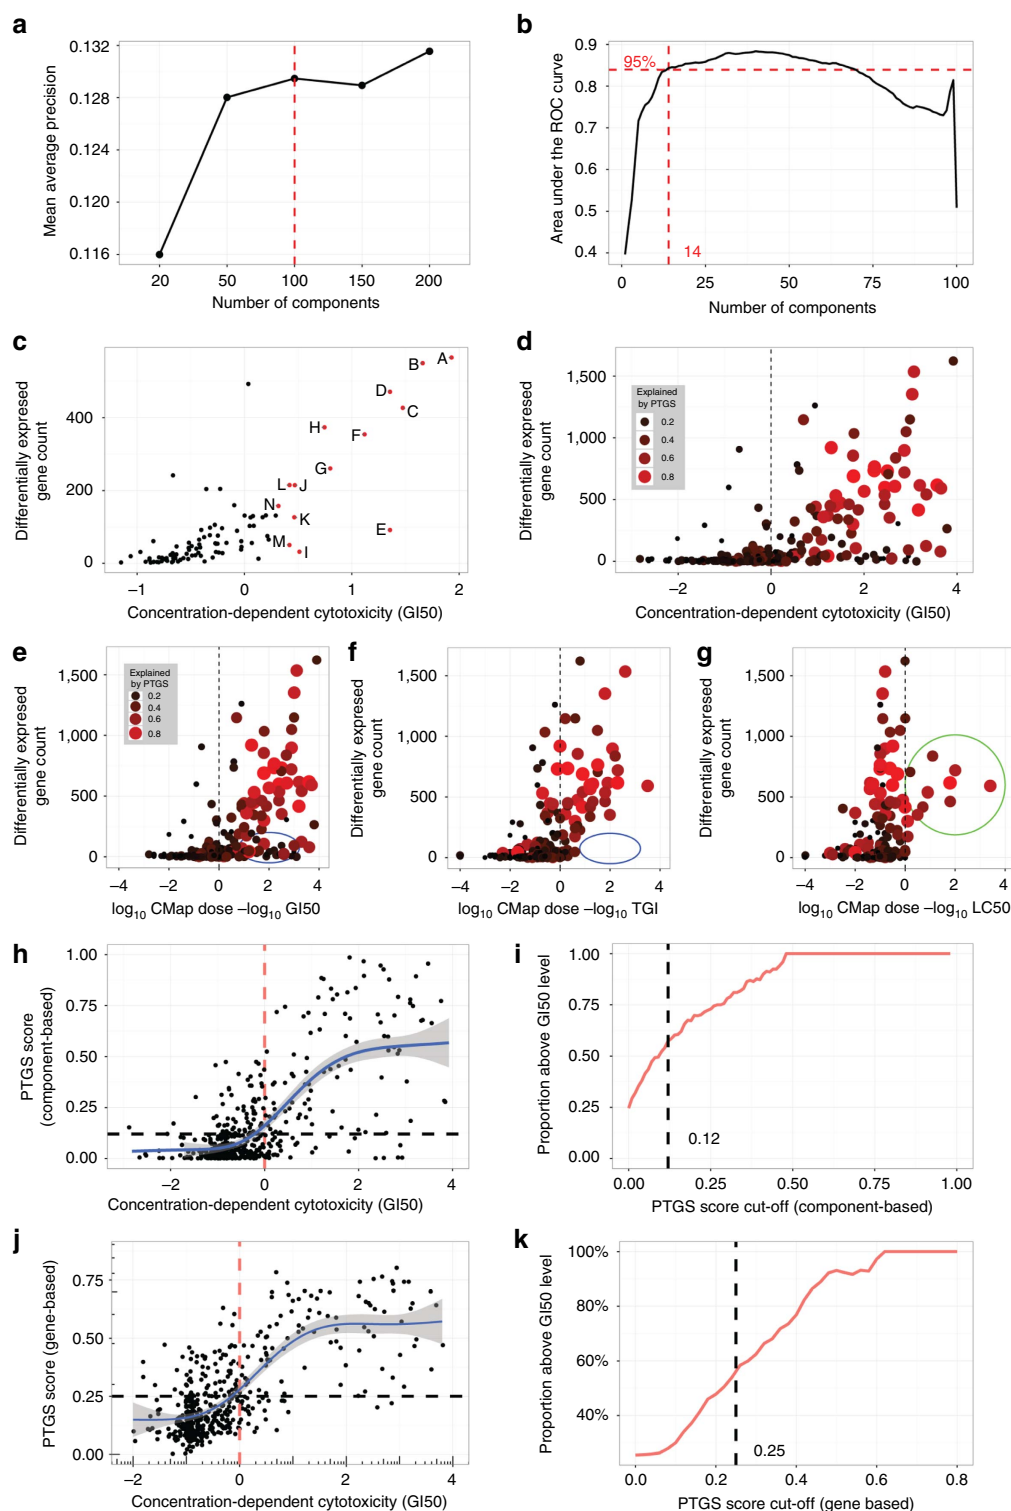 a
0.132
0.128
0.124
0.120
0.116
Mean average precision
20 50 100 150 200
Number of components
b
0.9
0.8
0.7
0.6
0.5
0.4
Area under the ROC curve
95%
14
0 25 50 75 100
Number of components
c
Differentially expresed
gene count
400
200
0
A
B
D
C
H
F
G
L J
N
K
E
M
I
−1 0 1 2
Concentration-dependent cytotoxicity (GI50)
d
Differentially expresed
gene count
1,500
1,000
500
0
Explained
by PTGS
0.2
0.4
0.6
0.8
−2 0 2 4
Concentration-dependent cytotoxicity (GI50)
e
Differentially expresed
gene count
1,500
1,000
500
0
Explained
by PTGS
0.2
0.4
0.6
0.8
−4 −2 0 2 4
log10 CMap dose −log10 GI50
f
Differentially expresed
gene count
1,500
1,000
500
0
−4 −2 0 2 4
log10 CMap dose −log10 TGI
g
Differentially expresed
gene count
1,500
1,000
500
0
−4 −2 0 2 4
log10 CMap dose −log10 LC50
h
PTGS score
(component-based)
1.00
0.75
0.50
0.25
0.00
−2 0 2 4
Concentration-dependent cytotoxicity (GI50)
i
Proportion above GI50 level
1.00
0.75
0.50
0.25
0.00
0.12
0.00 0.25 0.50 0.75 1.00
PTGS score cut-off (component-based)
j
PTGS score (gene-based)
0.75
0.50
0.25
0.00
−2 0 2 4
Concentration-dependent cytotoxicity (GI50)
k
Proportion above GI50 level
100%
80%
60%
40%
0.25
0.0 0.2 0.4 0.6 0.8
PTGS score cut-off (gene based)